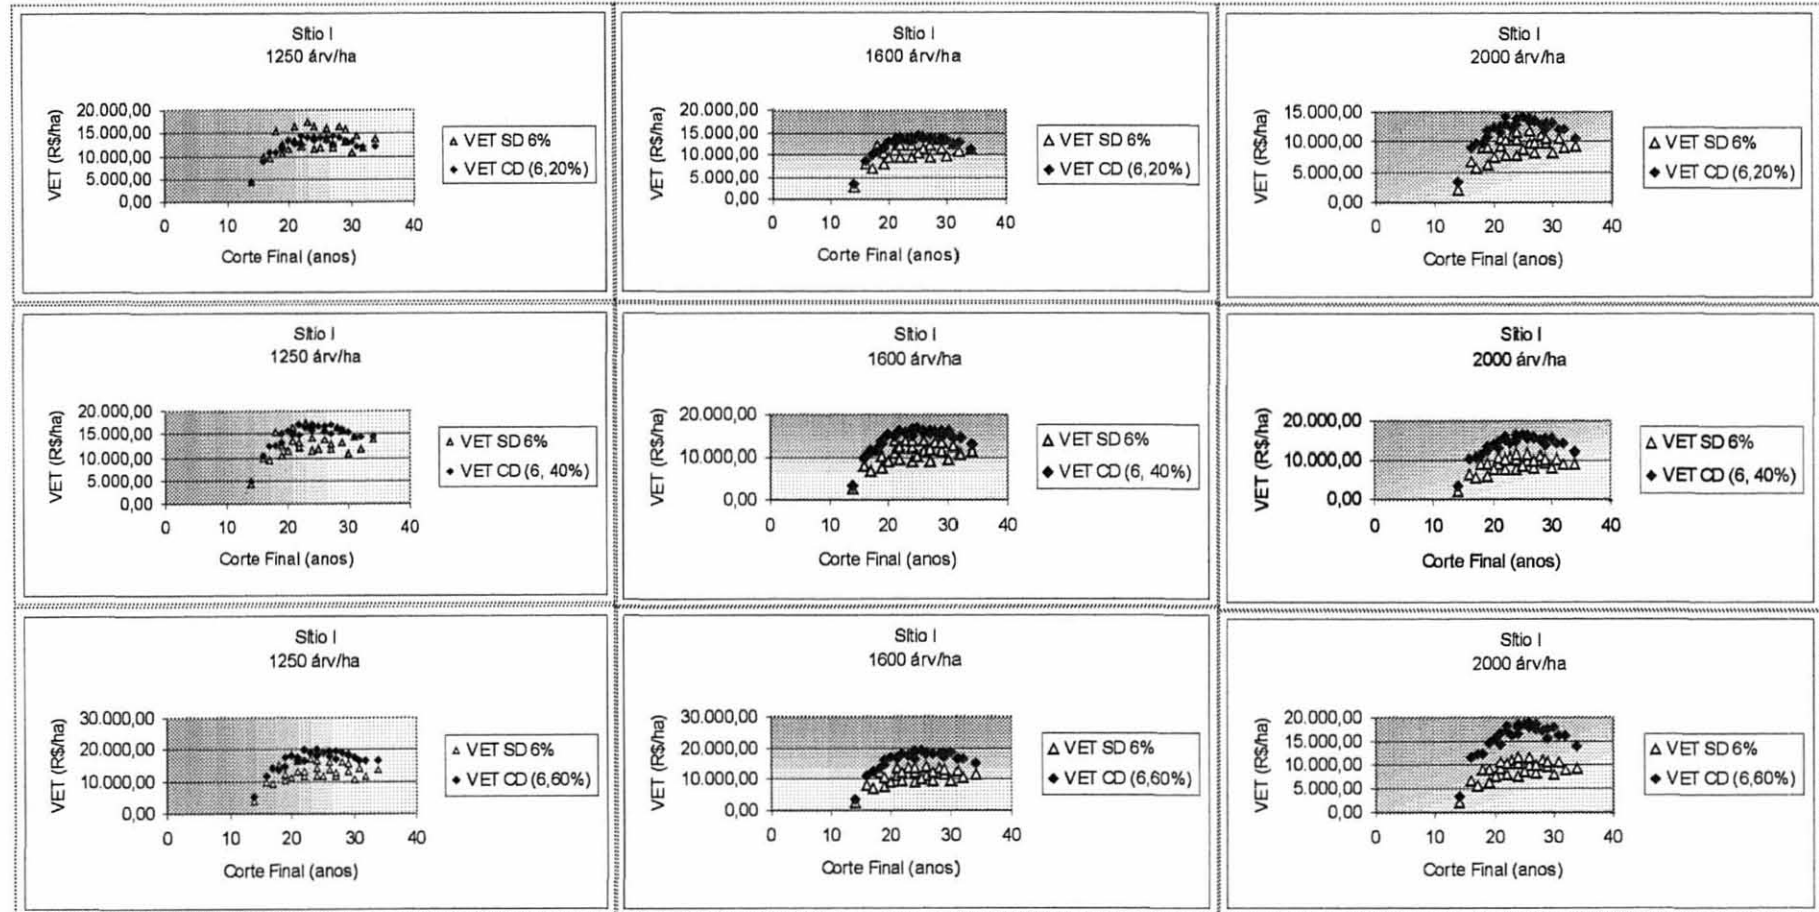 Sítio I
1250 árv/ha
VET (R$/ha)
20.000,00
15.000,00
10.000,00
5.000,00
0,00
0 10 20 30 40
Corte Final (anos)
VET SD 6%
VET CD (6,20%)
Sítio I
1600 árv/ha
VET (R$/ha)
20.000,00
15.000,00
10.000,00
5.000,00
0,00
0 10 20 30 40
Corte Final (anos)
VET SD 6%
VET CD (6,20%)
Sítio I
2000 árv/ha
VET (R$/ha)
15.000,00
10.000,00
5.000,00
0,00
0 10 20 30 40
Corte Final (anos)
VET SD 6%
VET CD (6,20%)
Sítio I
1250 árv/ha
VET (R$/ha)
20.000,00
15.000,00
10.000,00
5.000,00
0,00
0 10 20 30 40
Corte Final (anos)
VET SD 6%
VET CD (6, 40%)
Sítio I
1600 árv/ha
VET (R$/ha)
20.000,00
10.000,00
0,00
0 10 20 30 40
Corte Final (anos)
VET SD 6%
VET CD (6, 40%)
Sítio I
2000 árv/ha
VET (R$/ha)
20.000,00
10.000,00
0,00
0 10 20 30 40
Corte Final (anos)
VET SD 6%
VET CD (6, 40%)
Sítio I
1250 árv/ha
VET (R$/ha)
30.000,00
20.000,00
10.000,00
0,00
0 10 20 30 40
Corte Final (anos)
VET SD 6%
VET CD (6,60%)
Sítio I
1600 árv/ha
VET (R$/ha)
30.000,00
20.000,00
10.000,00
0,00
0 10 20 30 40
Corte Final (anos)
VET SD 6%
VET CD (6,60%)
Sítio I
2000 árv/ha
VET (R$/ha)
20.000,00
15.000,00
10.000,00
5.000,00
0,00
0 10 20 30 40
Corte Final (anos)
VET SD 6%
VET CD (6,60%)